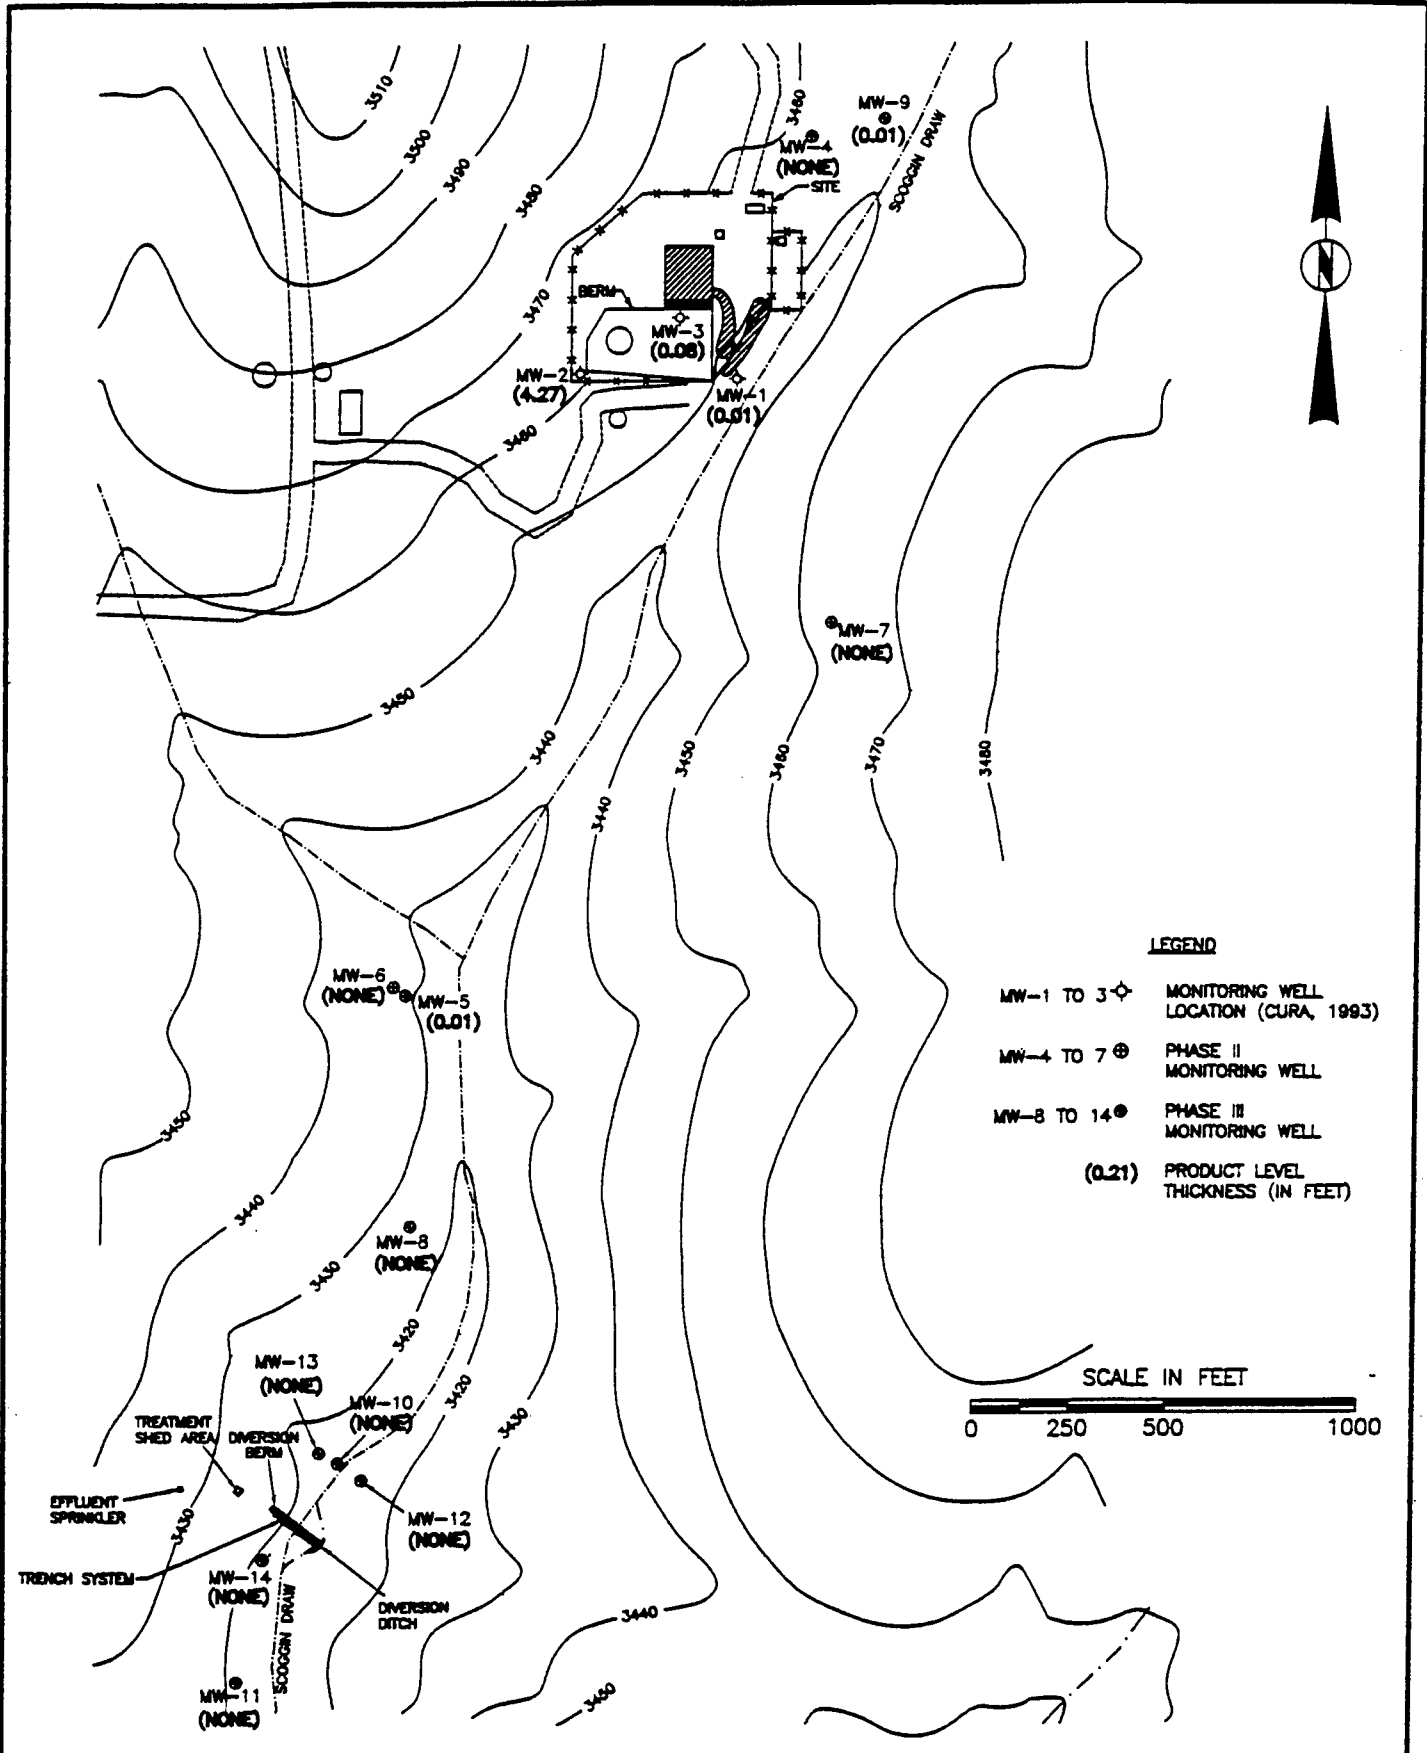 3510
3500
3490
3480
3480
MW-9
(0.01)
MW-4
(NONE)
SITE
SCOGGIN DRAW
3470
BERM
MW-3
(0.08)
MW-2
(4.27)
MW-1
(0.01)
3460
N
MW-7
(NONE)
3450
3440
3450
3460
3470
3480
3440
MW-6
(NONE)
MW-5
(0.01)
LEGEND
MW-1 TO 3
MONITORING WELL
LOCATION (CURA, 1993)
MW-4 TO 7
PHASE II
MONITORING WELL
MW-8 TO 14
PHASE III
MONITORING WELL
(0.21)
PRODUCT LEVEL
THICKNESS (IN FEET)
3450
3440
MW-8
(NONE)
3430
3420
MW-13
(NONE)
MW-10
(NONE)
3420
3430
SCALE IN FEET
0 250 500 1000
TREATMENT
SHED AREA
DIVERSION
BERM
EFFLUENT
SPRINKLER
3430
MW-12
(NONE)
TRENCH SYSTEM
MW-14
(NONE)
DIVERSION
DITCH
SCOGGIN DRAW
3440
3450
MW-11
(NONE)